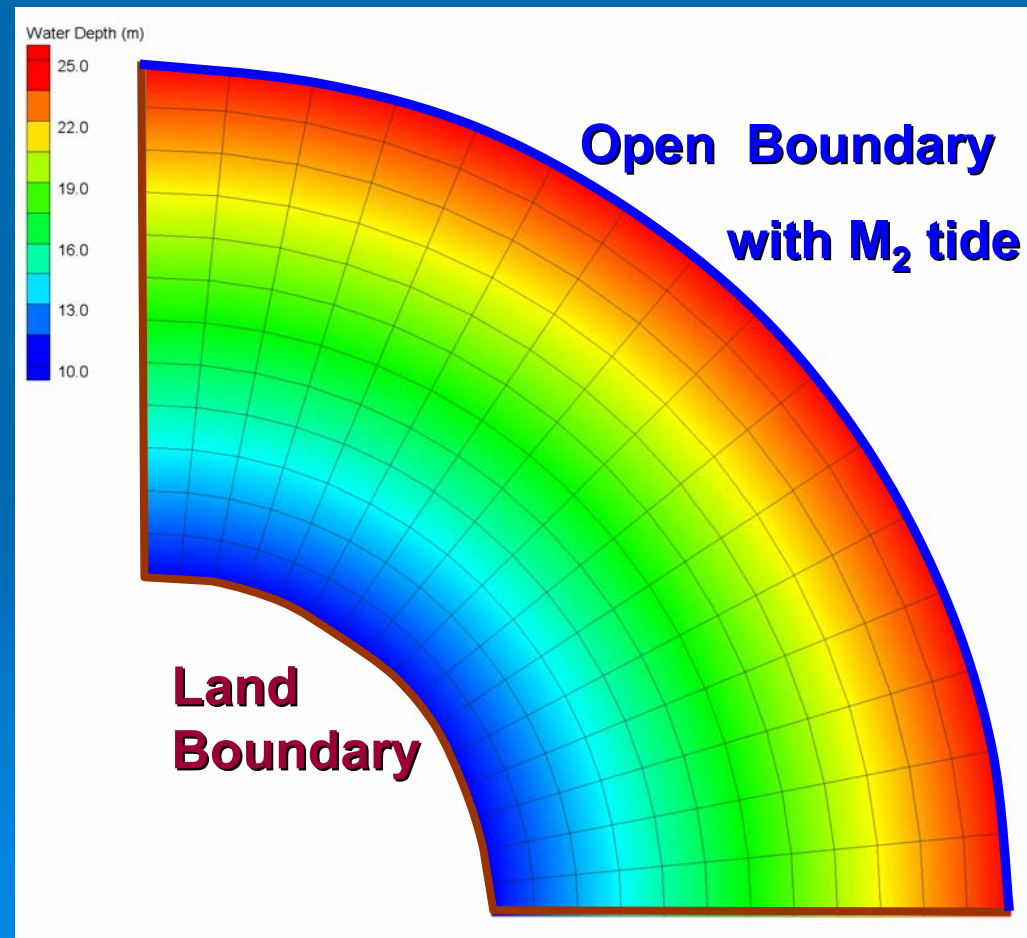 Water Depth (m)
25.0
22.0
19.0
16.0
13.0
10.0
Open Boundary
with M₂ tide
Land
Boundary